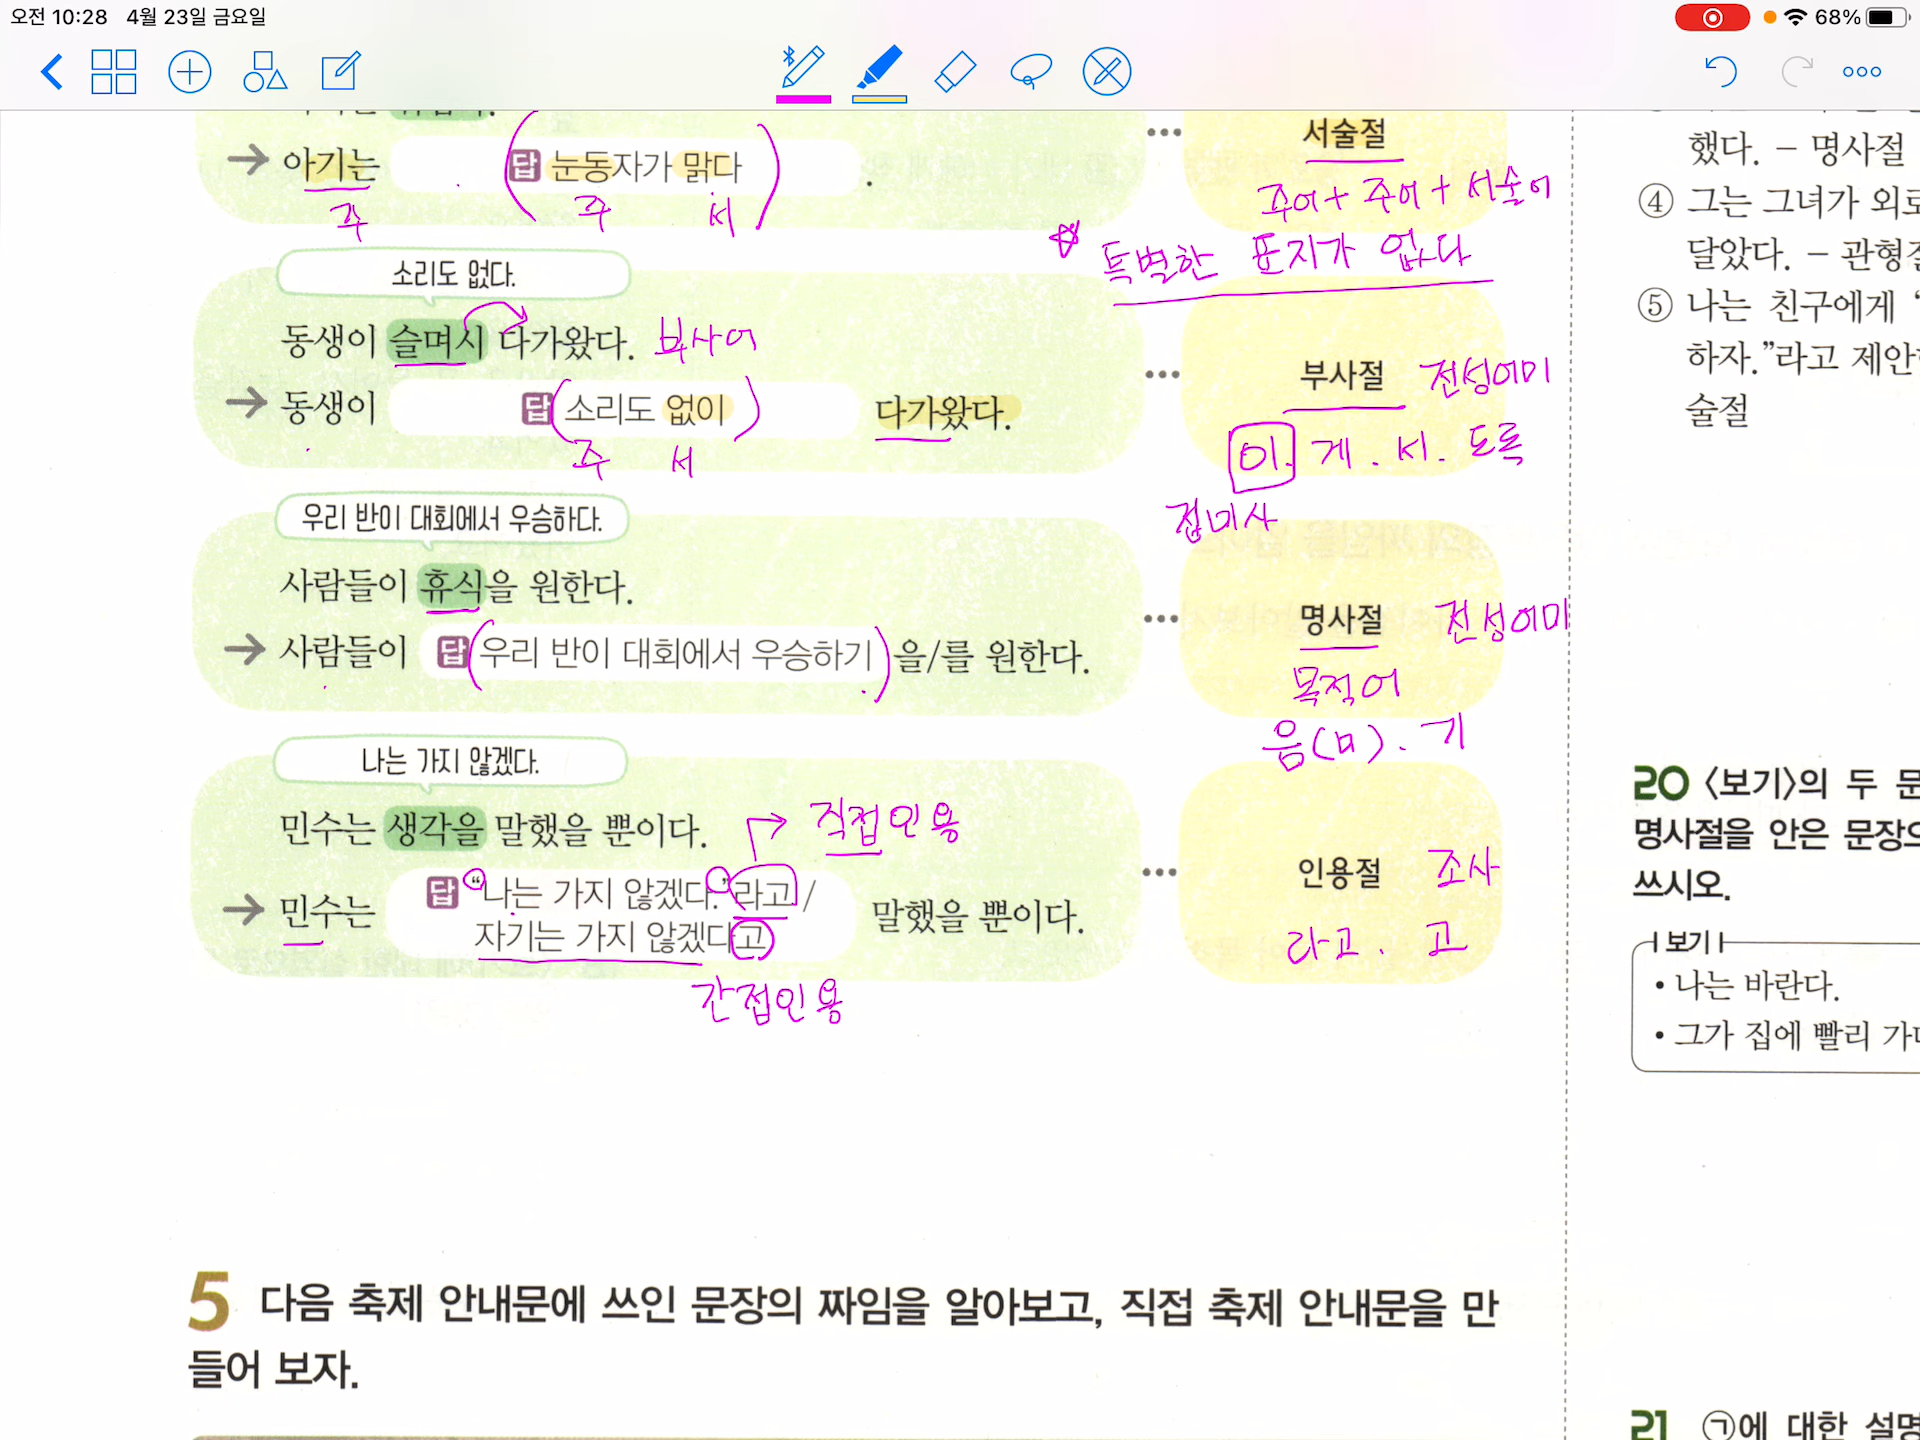 오전 10:28 4월 23일 금요일
68%
→ 아기는 답 눈동자가 맑다.
주 주 서
서술절
주어+주어+서술어
특별한 표지가 없다
소리도 없다.
동생이 슬며시 다가왔다. 부사어
→ 동생이 답 소리도 없이 다가왔다.
주 서
부사절 전성어미
이. 게. 서. 도록
접미사
우리 반이 대회에서 우승하다.
사람들이 휴식을 원한다.
→ 사람들이 답 우리 반이 대회에서 우승하기 을/를 원한다.
명사절 전성어미
목적어
음(ㅁ). 기
나는 가지 않겠다.
민수는 생각을 말했을 뿐이다.
직접인용
→ 민수는 답 “나는 가지 않겠다.”라고 /
자기는 가지 않겠다고 말했을 뿐이다.
간접인용
인용절 조사
라고. 고
5 다음 축제 안내문에 쓰인 문장의 짜임을 알아보고, 직접 축제 안내문을 만
들어 보자.
했다. – 명사절
④ 그는 그녀가 외로
달았다. – 관형절
⑤ 나는 친구에게 “
하자.”라고 제안
술절
20 〈보기〉의 두 문
명사절을 안은 문장으
쓰시오.
보기
• 나는 바란다.
• 그가 집에 빨리 가
21 ㉠에 대한 설명